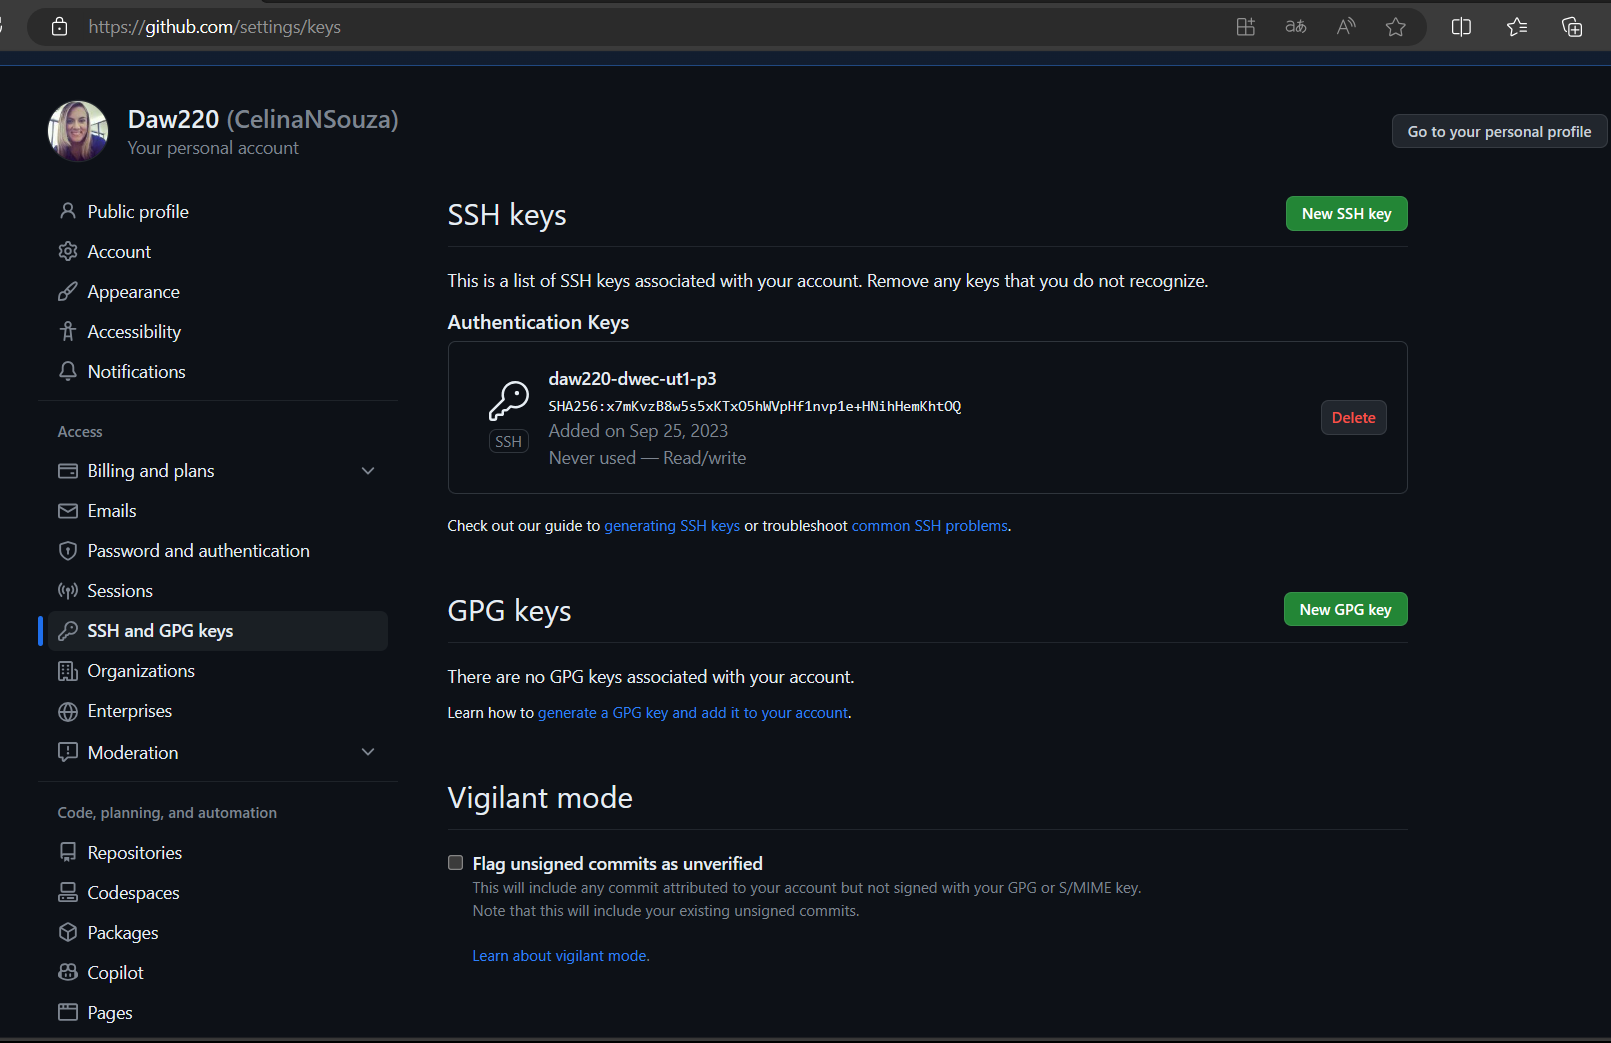 https://github.com/settings/keys
Daw220 (CelinaNSouza)
Your personal account
Go to your personal profile
Public profile
Account
Appearance
Accessibility
Notifications
Access
Billing and plans
Emails
Password and authentication
Sessions
SSH and GPG keys
Organizations
Enterprises
Moderation
Code, planning, and automation
Repositories
Codespaces
Packages
Copilot
Pages
SSH keys
New SSH key
This is a list of SSH keys associated with your account. Remove any keys that you do not recognize.
Authentication Keys
SSH
daw220-dwec-ut1-p3
SHA256:x7mKvzB8w5s5xKTxO5hWVpHf1nvp1e+HNihHemKhtOQ
Added on Sep 25, 2023
Never used — Read/write
Delete
Check out our guide to generating SSH keys or troubleshoot common SSH problems.
GPG keys
New GPG key
There are no GPG keys associated with your account.
Learn how to generate a GPG key and add it to your account.
Vigilant mode
Flag unsigned commits as unverified
This will include any commit attributed to your account but not signed with your GPG or S/MIME key.
Note that this will include your existing unsigned commits.
Learn about vigilant mode.